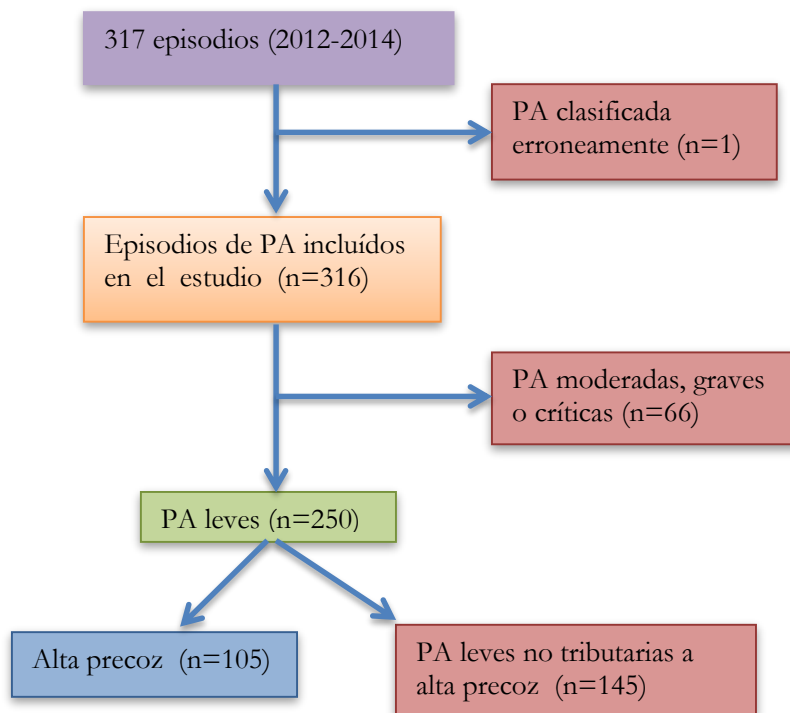 317 episodios (2012-2014)
PA clasificada
erroneamente (n=1)
Episodios de PA incluídos
en el estudio (n=316)
PA moderadas, graves
o críticas (n=66)
PA leves (n=250)
Alta precoz (n=105)
PA leves no tributarias a
alta precoz (n=145)